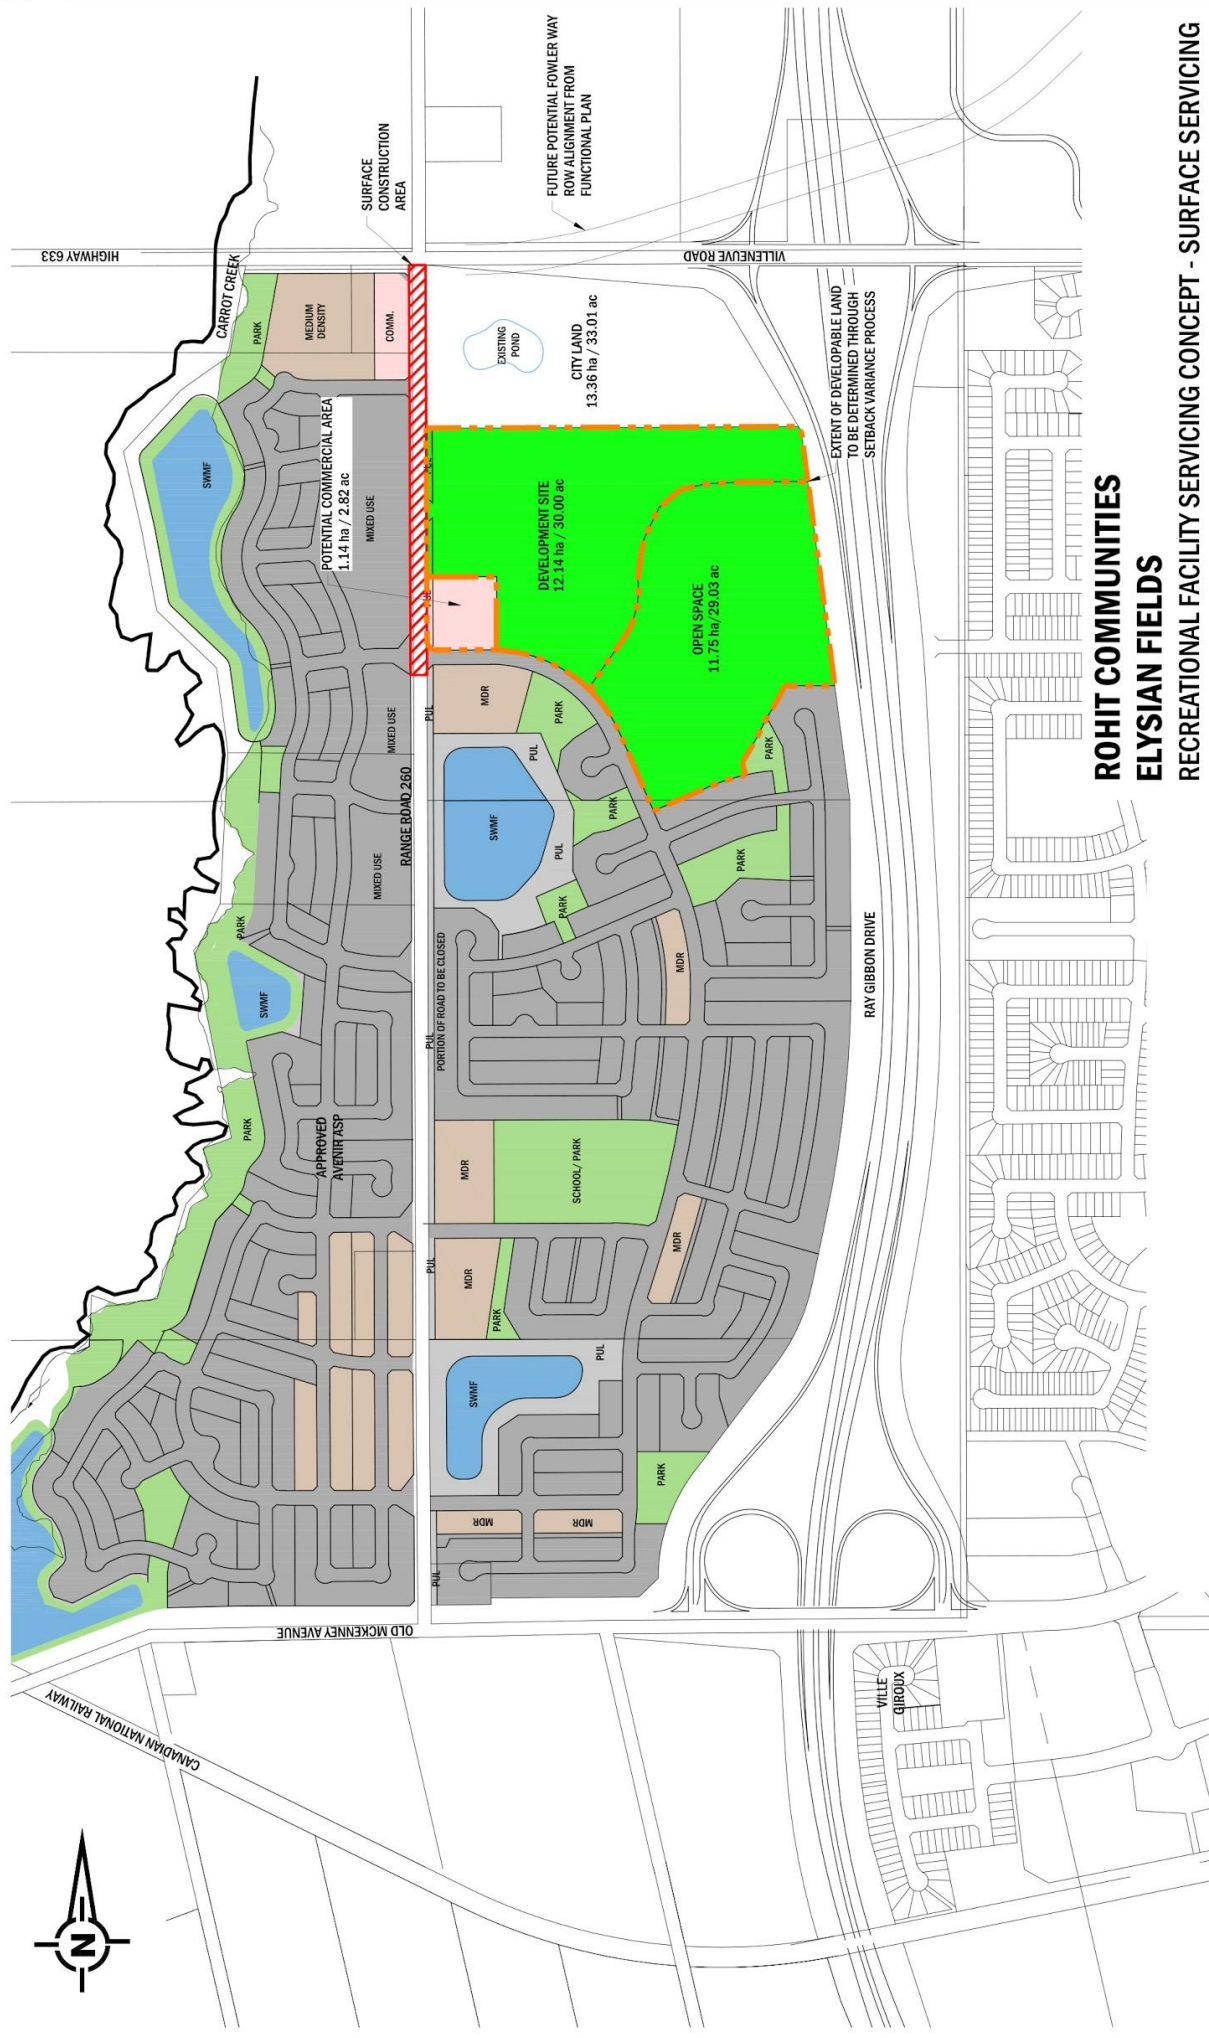 HIGHWAY 633
CARROT CREEK
SURFACE
CONSTRUCTION
AREA
FUTURE POTENTIAL FOWLER WAY
ROW ALIGNMENT FROM
FUNCTIONAL PLAN
VILLENEUVE ROAD
PARK
MEDIUM
DENSITY
COMM.
EXISTING
POND
CITY LAND
13.36 ha / 33.01 ac
EXTENT OF DEVELOPABLE LAND
TO BE DETERMINED THROUGH
SETBACK VARIANCE PROCESS
SWMF
POTENTIAL COMMERCIAL AREA
1.14 ha / 2.82 ac
MIXED USE
DEVELOPMENT SITE
12.14 ha / 30.00 ac
OPEN SPACE
11.75 ha/29.03 ac
MIXED USE
PUL
MDR
PARK
PUL
PARK
RANGE ROAD 260
SWMF
PARK
PUL
MIXED USE
PARK
PARK
PARK
SWMF
PORTION OF ROAD TO BE CLOSED
PUL
MDR
RAY GIBBON DRIVE
PARK
APPROVED
AVENIR ASP
MDR
SCHOOL/ PARK
MDR
PUL
MDR
PARK
PUL
SWMF
PARK
MDR
MDR
PUL
OLD MCKENNEY AVENUE
CANADIAN NATIONAL RAILWAY
VILLE
GIROUX
N
ROHIT COMMUNITIES
ELYSIAN FIELDS
RECREATIONAL FACILITY SERVICING CONCEPT - SURFACE SERVICING